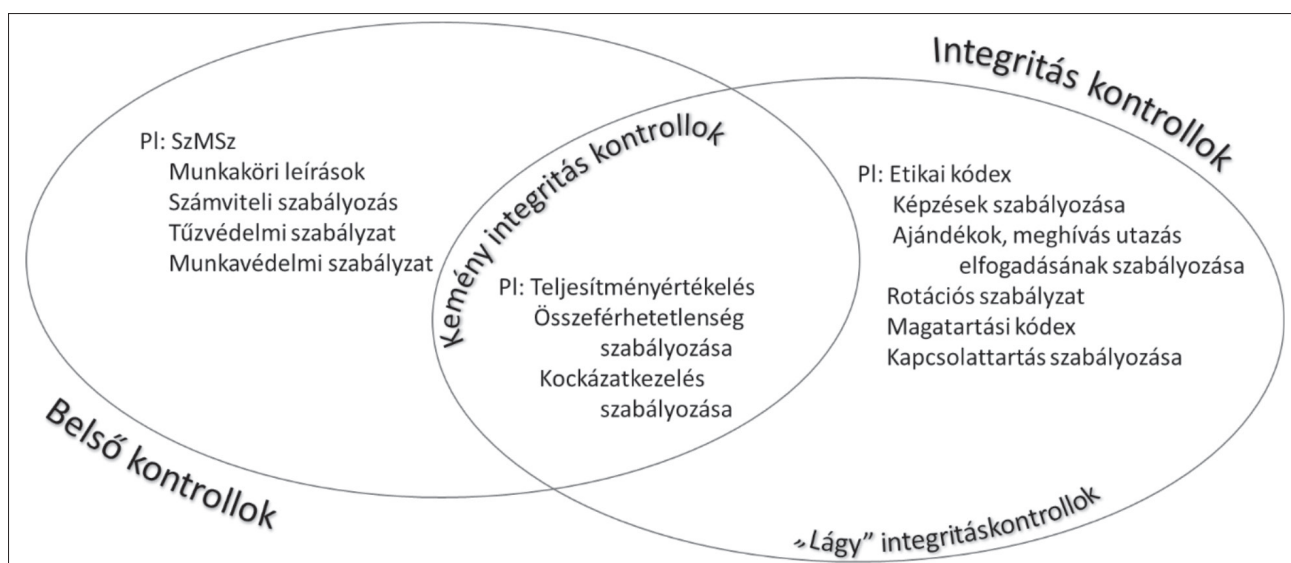 Belső kontrollok
Pl: SzMSz
Munkaköri leírások
Számviteli szabályozás
Tűzvédelmi szabályzat
Munkavédelmi szabályzat
Kemény integritás kontrollok
Pl: Teljesítményértékelés
Összeférhetetlenség
szabályozása
Kockázatkezelés
szabályozása
Integritás kontrollok
Pl: Etikai kódex
Képzések szabályozása
Ajándékok, meghívás utazás
elfogadásának szabályozása
Rotációs szabályzat
Magatartási kódex
Kapcsolattartás szabályozása
„Lágy” integritáskontrollok